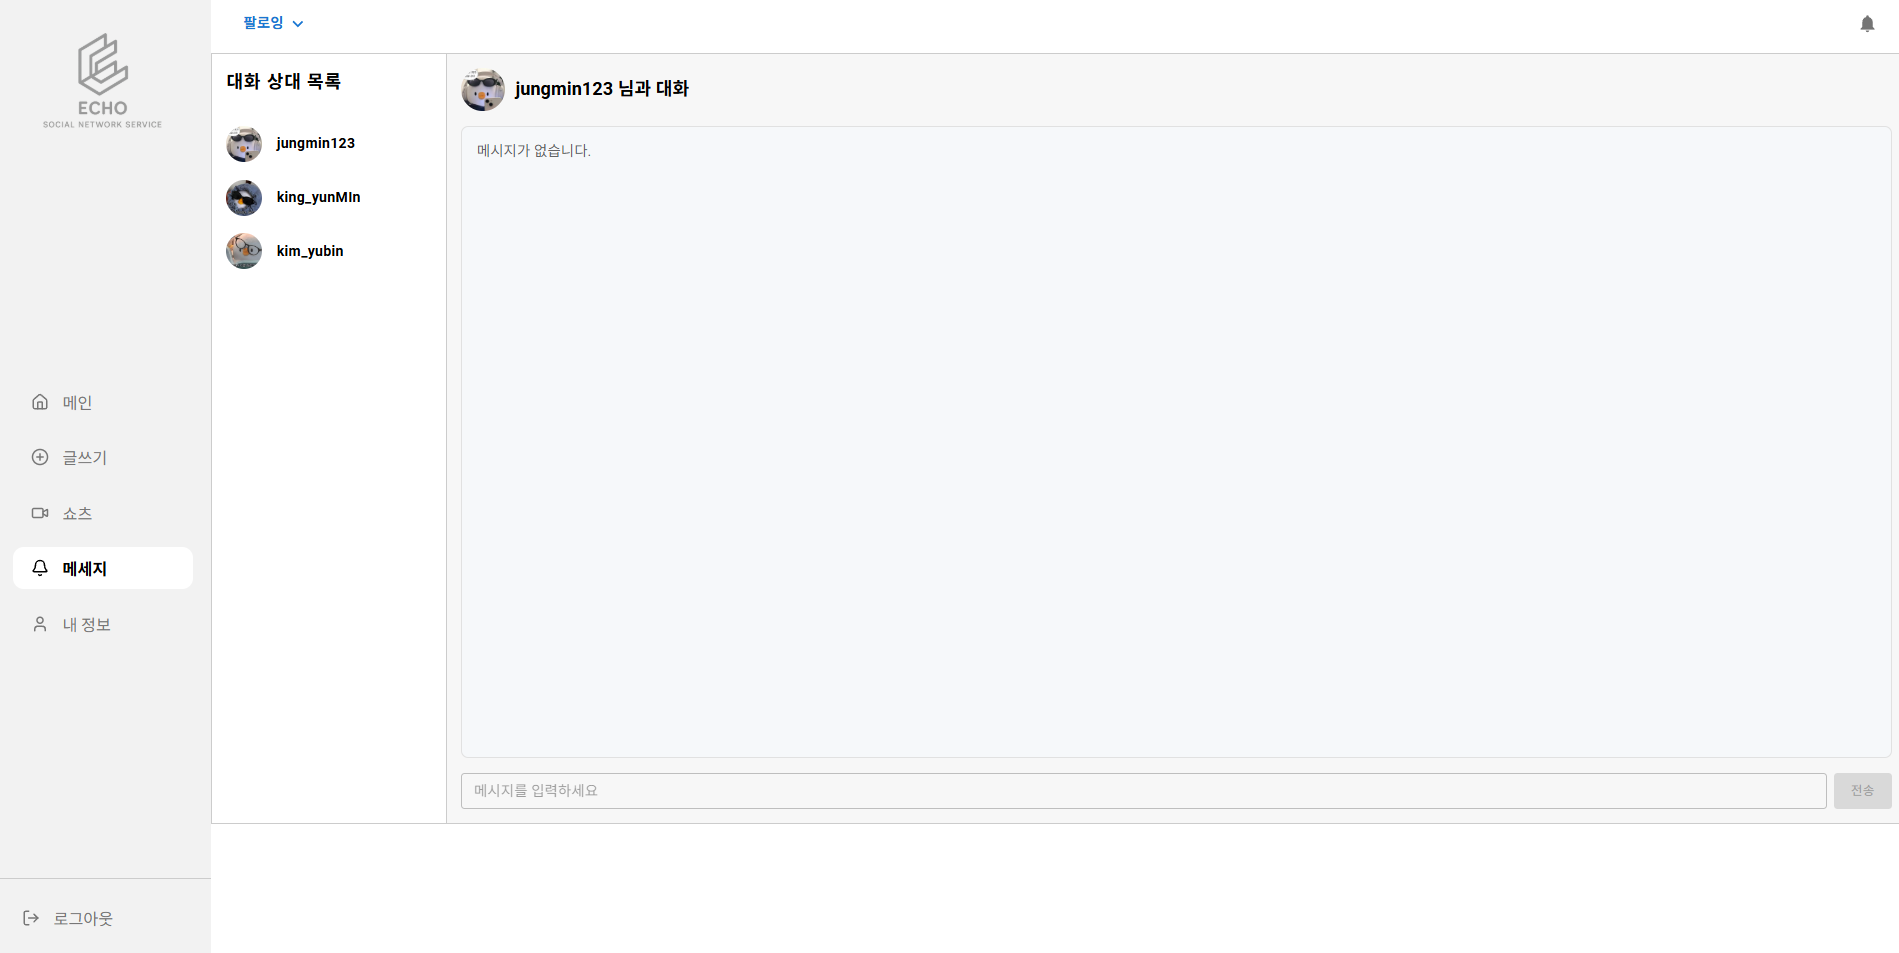 ECHO
SOCIAL NETWORK SERVICE
메인
글쓰기
쇼츠
메세지
내 정보
로그아웃
팔로잉
대화 상대 목록
jungmin123
king_yunMIn
kim_yubin
jungmin123 님과 대화
메시지가 없습니다.
메시지를 입력하세요
전송